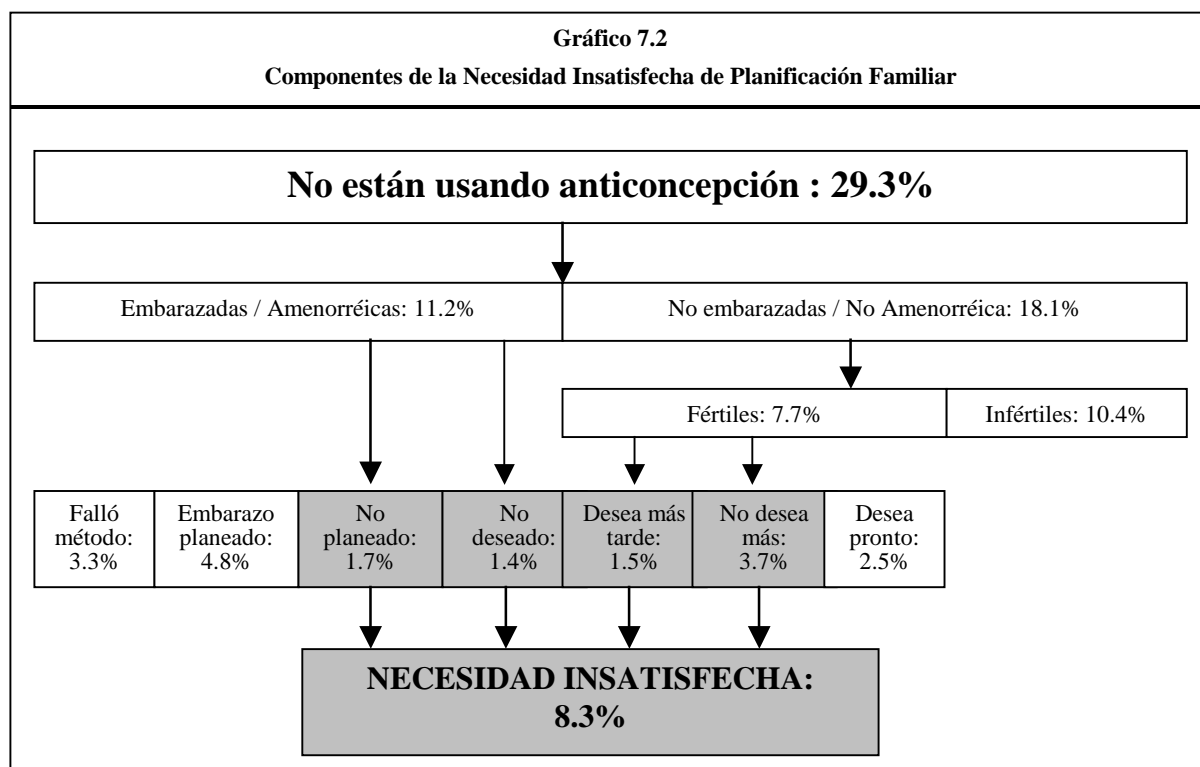 Gráfico 7.2
Componentes de la Necesidad Insatisfecha de Planificación Familiar
No están usando anticoncepción : 29.3%
Embarazadas / Amenorréicas: 11.2%
No embarazadas / No Amenorréica: 18.1%
Fértiles: 7.7%
Infértiles: 10.4%
Falló
método:
3.3%
Embarazo
planeado:
4.8%
No
planeado:
1.7%
No
deseado:
1.4%
Desea más
tarde:
1.5%
No desea
más:
3.7%
Desea
pronto:
2.5%
NECESIDAD INSATISFECHA:
8.3%